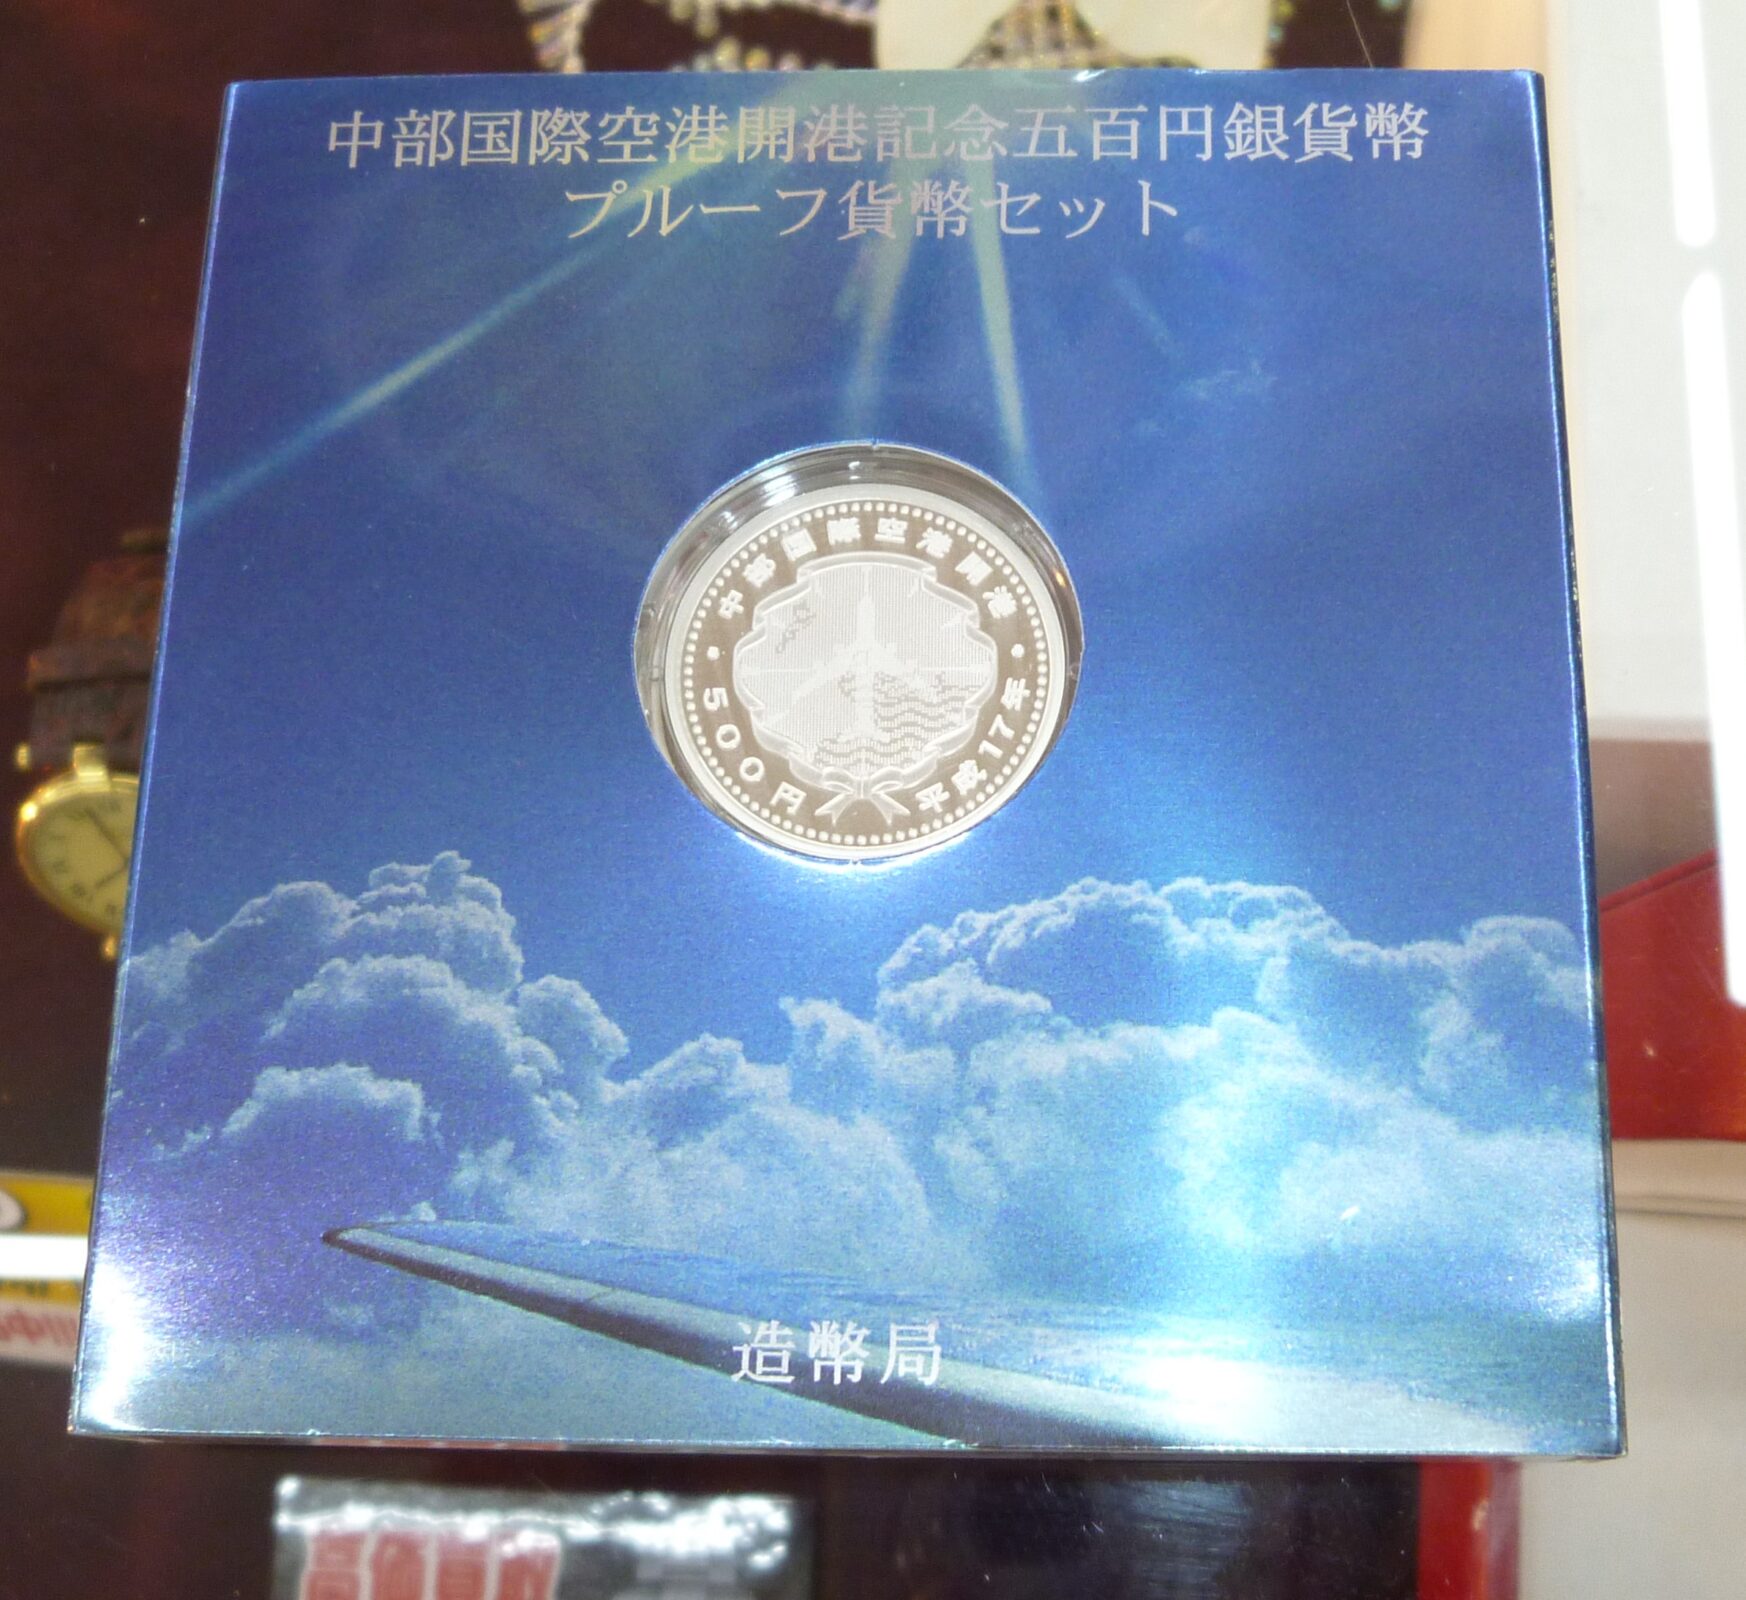 中部国際空港開港記念五百円銀貨幣
プルーフ貨幣セット
中部国際空港開港
500円
平成17年
造幣局